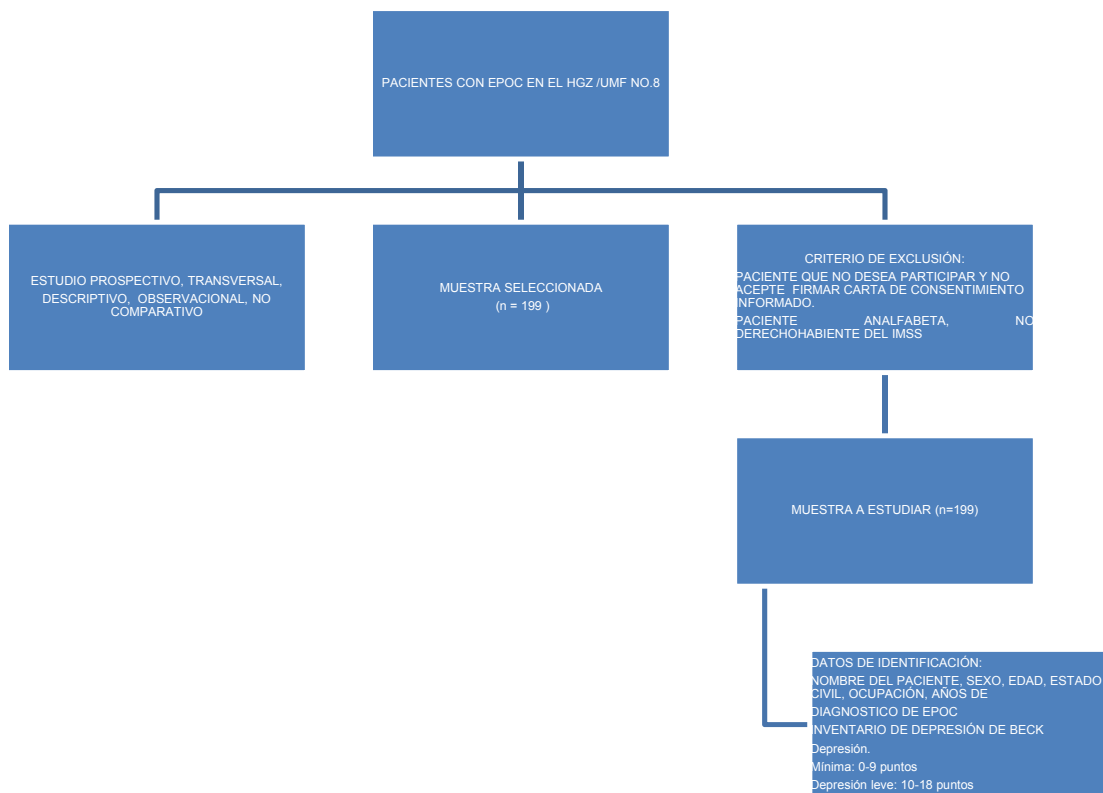 PACIENTES CON EPOC EN EL HGZ /UMF NO.8
ESTUDIO PROSPECTIVO, TRANSVERSAL,
DESCRIPTIVO, OBSERVACIONAL, NO
COMPARATIVO
MUESTRA SELECCIONADA
(n = 199 )
CRITERIO DE EXCLUSIÓN:
PACIENTE QUE NO DESEA PARTICIPAR Y NO
ACEPTE FIRMAR CARTA DE CONSENTIMIENTO
INFORMADO.
PACIENTE ANALFABETA, NO
DERECHOHABIENTE DEL IMSS
MUESTRA A ESTUDIAR (n=199)
DATOS DE IDENTIFICACIÓN:
NOMBRE DEL PACIENTE, SEXO, EDAD, ESTADO
CIVIL, OCUPACIÓN, AÑOS DE
DIAGNOSTICO DE EPOC
INVENTARIO DE DEPRESIÓN DE BECK
Depresión.
Mínima: 0-9 puntos
Depresión leve: 10-18 puntos